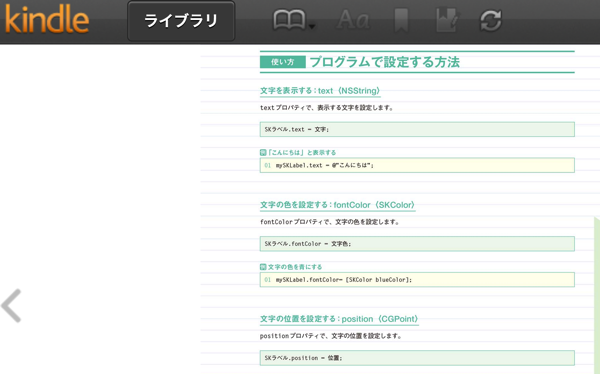 kindle ライブラリ Aa
使い方 プログラムで設定する方法
文字を表示する：text（NSString）
textプロパティで、表示する文字を設定します。
SKラベル.text = 文字;
例 「こんにちは」と表示する
01 mySKLabel.text = @"こんにちは";
文字の色を設定する：fontColor（SKColor）
fontColorプロパティで、文字の色を設定します。
SKラベル.fontColor = 文字色;
例 文字の色を青にする
01 mySKLabel.fontColor= [SKColor blueColor];
文字の位置を設定する：position（CGPoint）
positionプロパティで、文字の位置を設定します。
SKラベル.position = 位置;